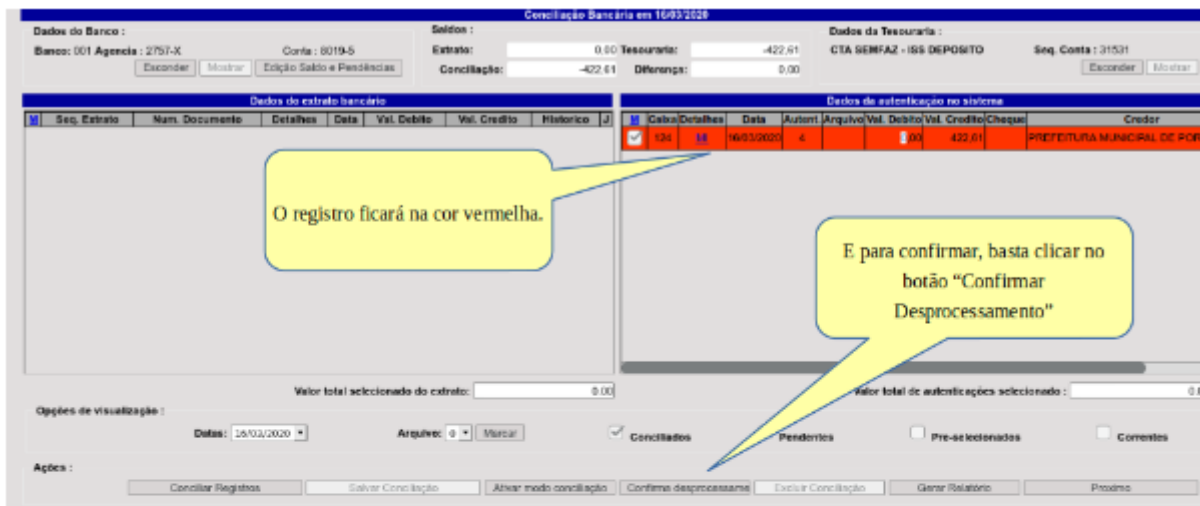 Conciliação Bancária em 16/03/2020
Dados do Banco :
Saldos :
Dados da Tesouraria :
Banco: 001 Agencia : 2757-X Conta : 6019-5
Extrato: 0,00 Tesouraria: -422,61
CTA SEMFAZ - ISS DEPOSITO Seq. Conta : 31531
Esconder Mostrar Edição Saldo e Pendências
Conciliação: -422,61 Diferença: 0,00
Esconder Mostrar
Dados do extrato bancário
Dados da autenticação no sistema
M Seq. Extrato Num. Documento Detalhes Data Val. Debito Val. Credito Historico J
M Caixa Detalhes Data Autent. Arquivo Val. Debito Val. Credito Cheque Credor
124 M 16/03/2020 4 0,00 422,61 PREFEITURA MUNICIPAL DE POR
O registro ficará na cor vermelha.
E para confirmar, basta clicar no
botão “Confirmar
Desprocessamento”
Valor total selecionado do extrato: 0.00
Valor total de autenticações selecionado : 0.0
Opções de visualização :
Datas: 16/03/2020 Arquivo: 0 Marcar Conciliados Pendentes Pre-selecionados Correntes
Ações :
Conciliar Registros Salvar Conciliação Ativar modo conciliação Confirma desprocessame Excluir Conciliação Gerar Relatório Proximo